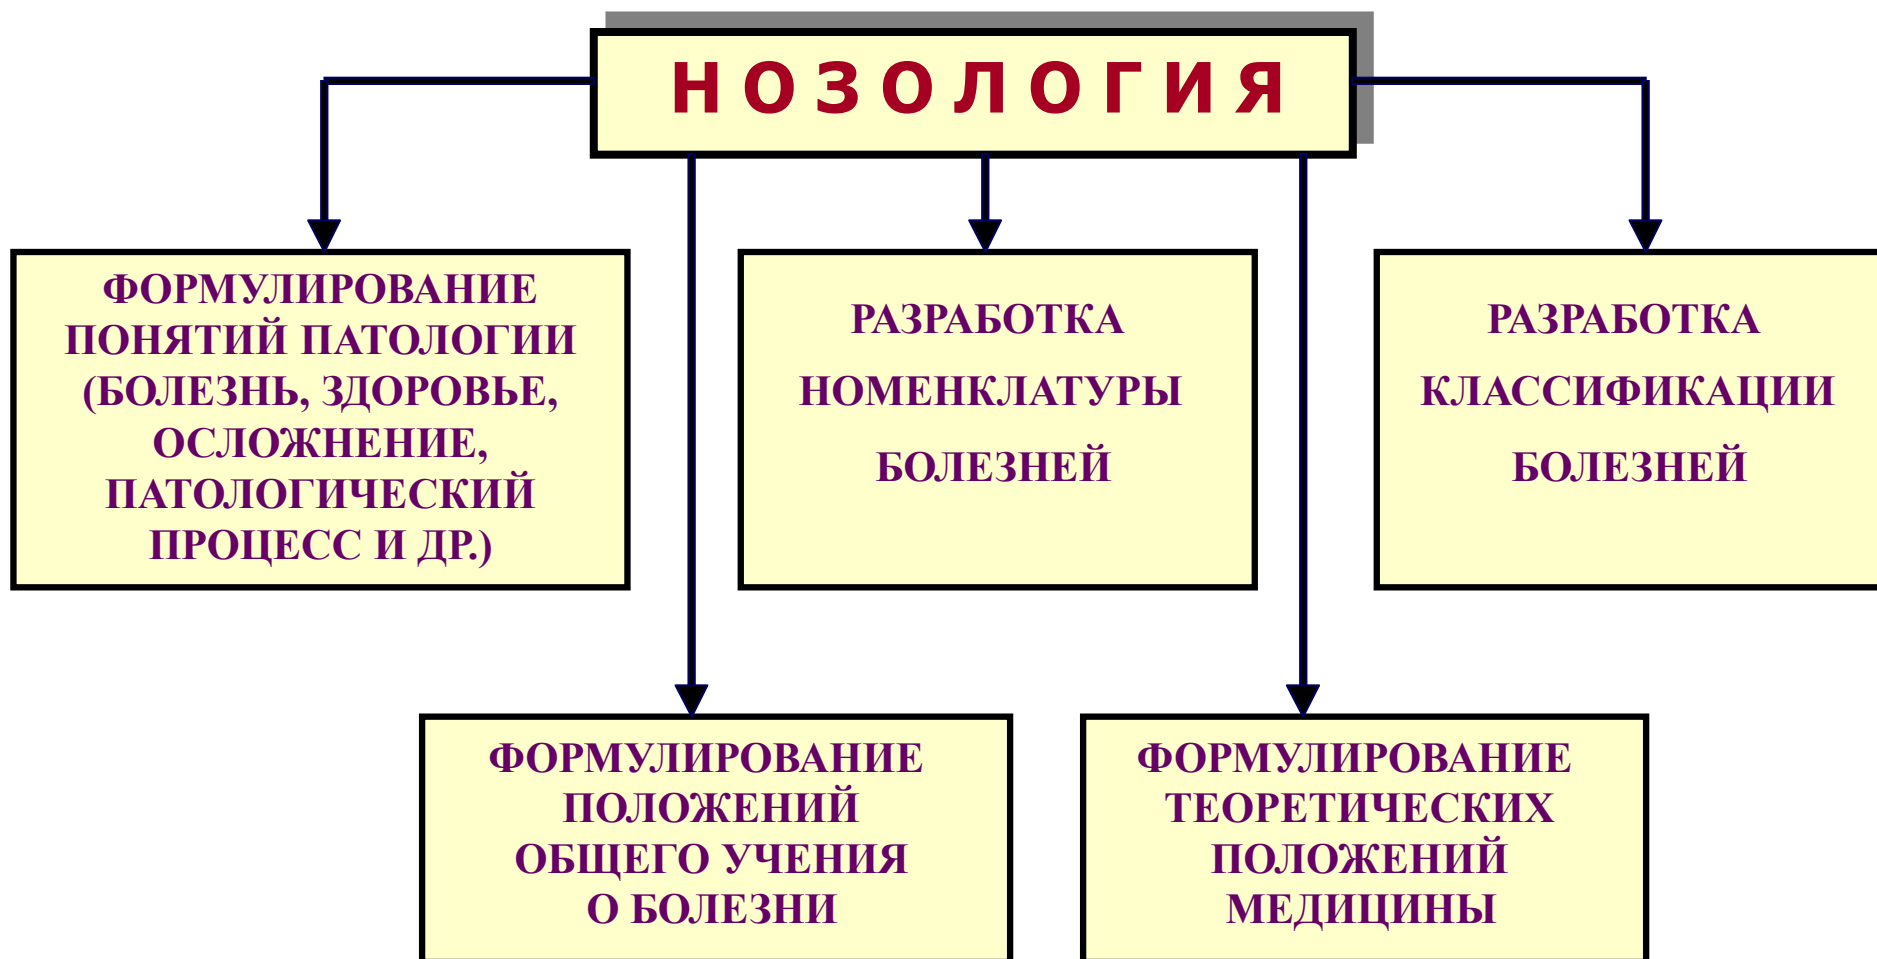 Н О З О Л О Г И Я
ФОРМУЛИРОВАНИЕ
ПОНЯТИЙ ПАТОЛОГИИ
(БОЛЕЗНЬ, ЗДОРОВЬЕ,
ОСЛОЖНЕНИЕ,
ПАТОЛОГИЧЕСКИЙ
ПРОЦЕСС И ДР.)
РАЗРАБОТКА
НОМЕНКЛАТУРЫ
БОЛЕЗНЕЙ
РАЗРАБОТКА
КЛАССИФИКАЦИИ
БОЛЕЗНЕЙ
ФОРМУЛИРОВАНИЕ
ПОЛОЖЕНИЙ
ОБЩЕГО УЧЕНИЯ
О БОЛЕЗНИ
ФОРМУЛИРОВАНИЕ
ТЕОРЕТИЧЕСКИХ
ПОЛОЖЕНИЙ
МЕДИЦИНЫ